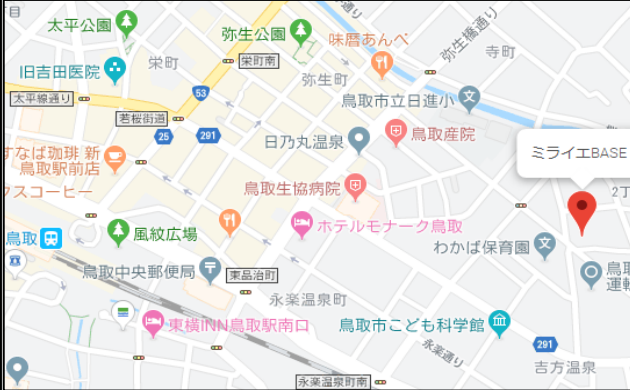 太平公園
弥生公園
味暦あんべ
弥生橋通り
寺町
栄町
栄町南
旧吉田医院
弥生町
太平線通り
53
鳥取市立日進小
若桜街道
25
291
日乃丸温泉
鳥取産院
すなば珈琲 新
鳥取駅前店
ミライエBASE
クスコーヒー
鳥取生協病院
2丁
ホテルモナーク鳥取
鳥取
風紋広場
わかば保育園
鳥取中央郵便局
東品治町
鳥取
運転
永楽温泉町
東横INN鳥取駅南口
鳥取市こども科学館
291
永楽通り
吉方温泉
永楽温泉町南